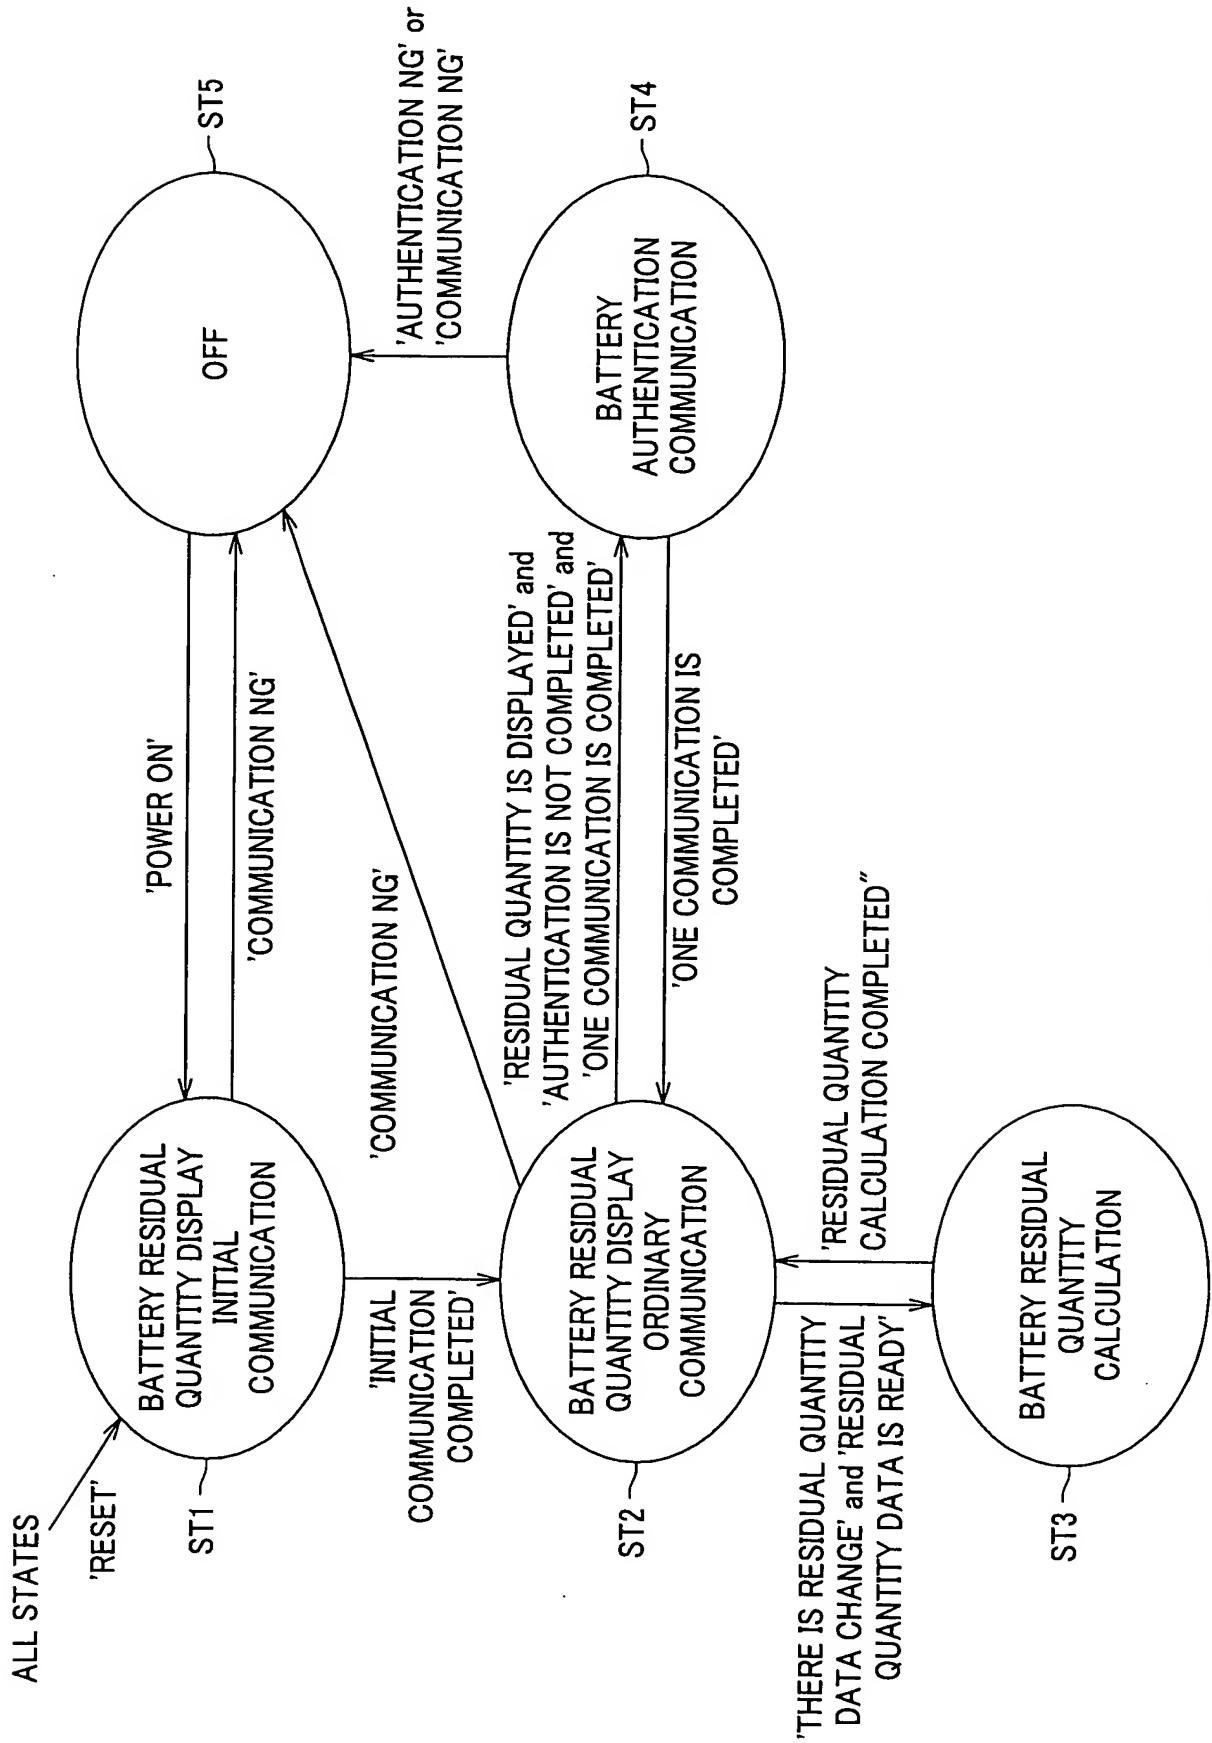 ALL STATES
'RESET'
ST1
BATTERY RESIDUAL
QUANTITY DISPLAY
INITIAL
COMMUNICATION
'POWER ON'
'COMMUNICATION NG'
OFF
ST5
'INITIAL
COMMUNICATION
COMPLETED'
'COMMUNICATION NG'
'AUTHENTICATION NG' or
'COMMUNICATION NG'
ST2
BATTERY RESIDUAL
QUANTITY DISPLAY
ORDINARY
COMMUNICATION
'RESIDUAL QUANTITY IS DISPLAYED' and
'AUTHENTICATION IS NOT COMPLETED' and
'ONE COMMUNICATION IS COMPLETED'
'ONE COMMUNICATION IS
COMPLETED'
BATTERY
AUTHENTICATION
COMMUNICATION
ST4
'THERE IS RESIDUAL QUANTITY
DATA CHANGE' and 'RESIDUAL
QUANTITY DATA IS READY'
'RESIDUAL QUANTITY
CALCULATION COMPLETED"
ST3
BATTERY RESIDUAL
QUANTITY
CALCULATION